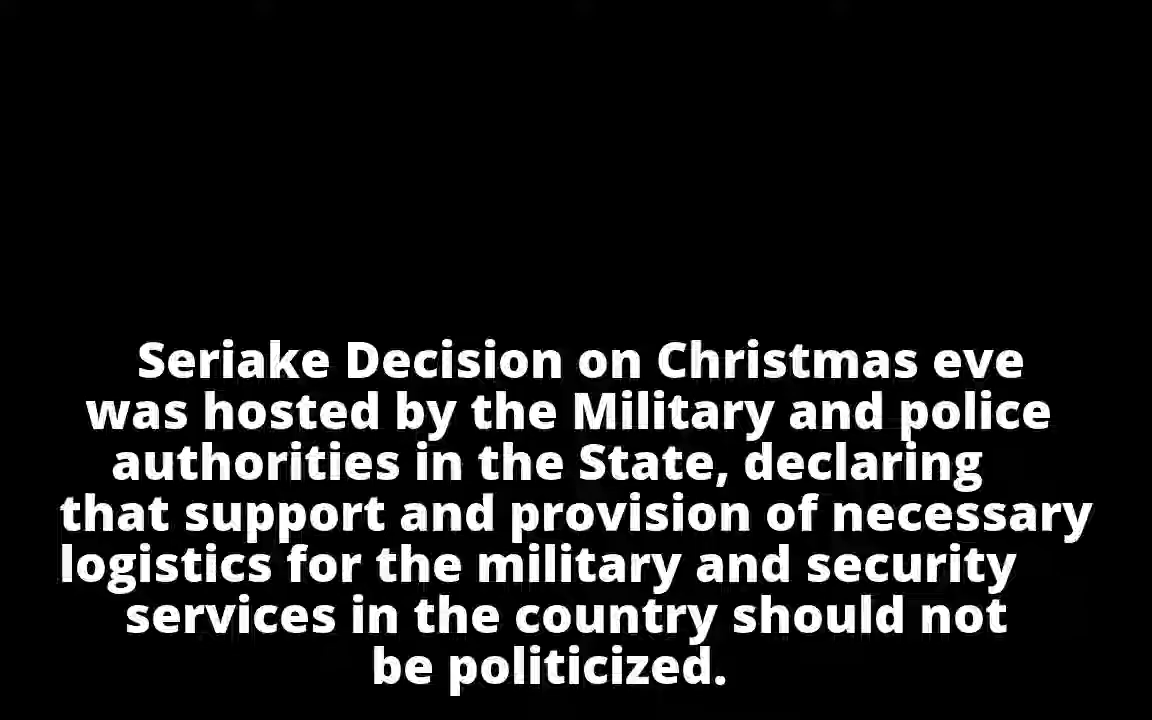 Seriake Decision on Christmas eve
was hosted by the Military and police
authorities in the State, declaring
that support and provision of necessary
logistics for the military and security
services in the country should not
be politicized.